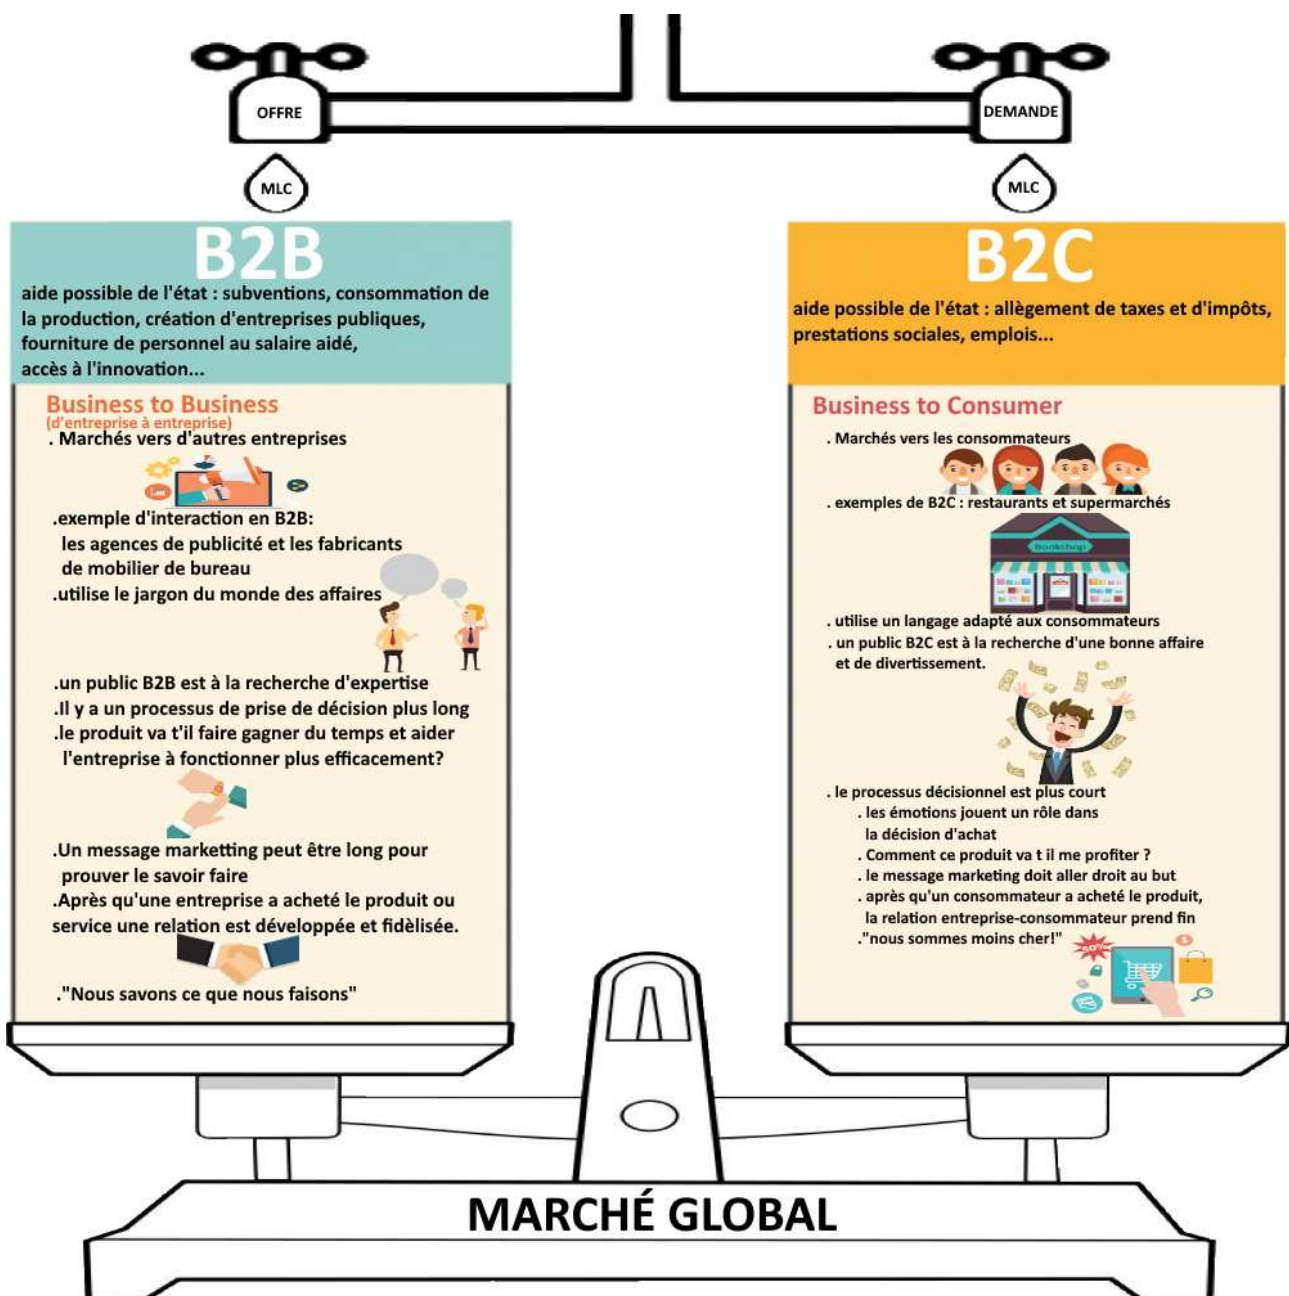 OFFRE
DEMANDE
MLC
MLC
B2B
aide possible de l'état : subventions, consommation de
la production, création d'entreprises publiques,
fourniture de personnel au salaire aidé,
accès à l'innovation...
Business to Business
(d'entreprise à entreprise)
. Marchés vers d'autres entreprises
.exemple d'interaction en B2B:
les agences de publicité et les fabricants
de mobilier de bureau
.utilise le jargon du monde des affaires
.un public B2B est à la recherche d'expertise
.Il y a un processus de prise de décision plus long
.le produit va t'il faire gagner du temps et aider
l'entreprise à fonctionner plus efficacement?
.Un message marketting peut être long pour
prouver le savoir faire
.Après qu'une entreprise a acheté le produit ou
service une relation est développée et fidèlisée.
."Nous savons ce que nous faisons"
B2C
aide possible de l'état : allègement de taxes et d'impôts,
prestations sociales, emplois...
Business to Consumer
. Marchés vers les consommateurs
. exemples de B2C : restaurants et supermarchés
Bookshop
. utilise un langage adapté aux consommateurs
. un public B2C est à la recherche d'une bonne affaire
et de divertissement.
. le processus décisionnel est plus court
. les émotions jouent un rôle dans
la décision d'achat
. Comment ce produit va t il me profiter ?
. le message marketing doit aller droit au but
. après qu'un consommateur a acheté le produit,
la relation entreprise-consommateur prend fin
."nous sommes moins cher!"
50%
$
MARCHÉ GLOBAL